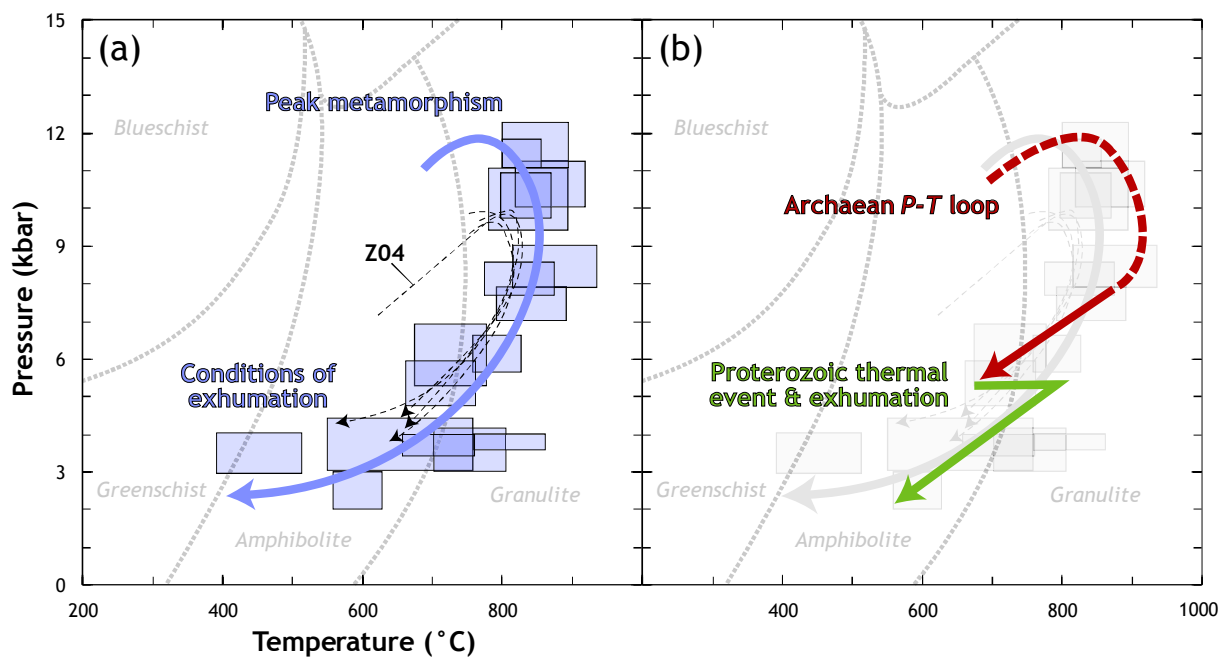 (a)
Peak metamorphism
Blueschist
Z04
Conditions of
exhumation
Greenschist
Granulite
Amphibolite
(b)
Blueschist
Archaean P-T loop
Proterozoic thermal
event & exhumation
Greenschist
Granulite
Amphibolite
Pressure (kbar)
15
12
9
6
3
0
200
400
600
800
400
600
800
1000
Temperature (°C)